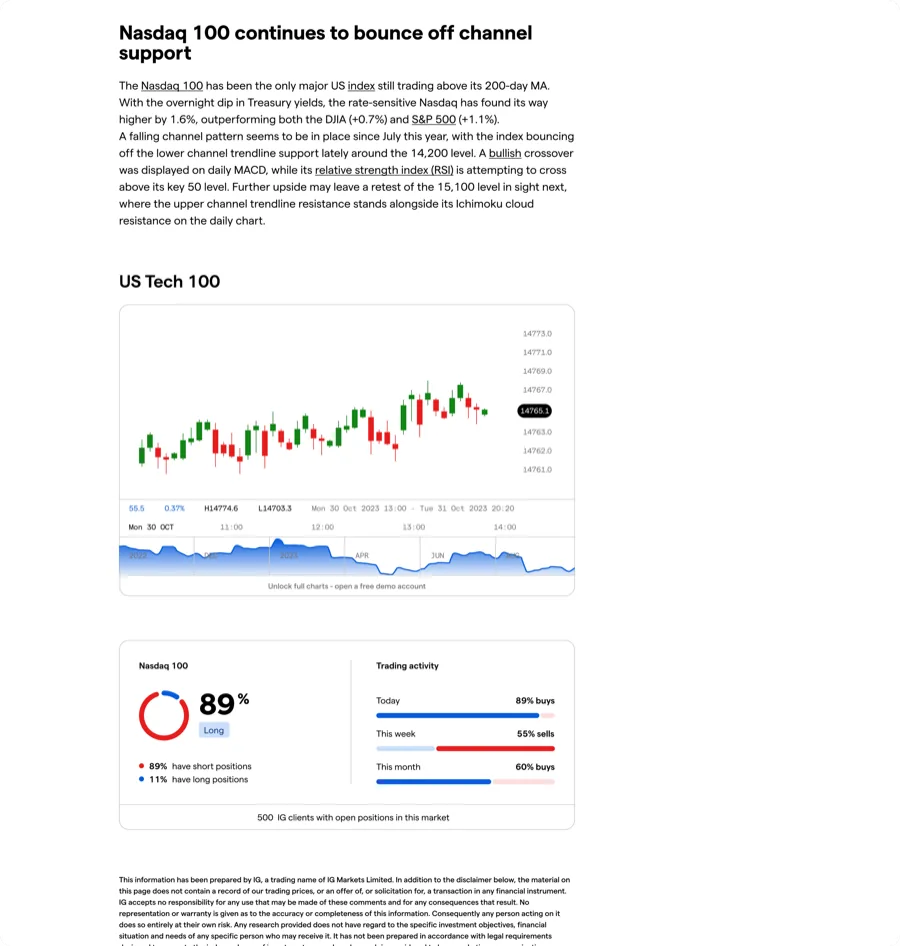 Nasdaq 100 continues to bounce off channel
support
The Nasdaq 100 has been the only major US index still trading above its 200-day MA.
With the overnight dip in Treasury yields, the rate-sensitive Nasdaq has found its way
higher by 1.6%, outperforming both the DJIA (+0.7%) and S&P 500 (+1.1%).
A falling channel pattern seems to be in place since July this year, with the index bouncing
off the lower channel trendline support lately around the 14,200 level. A bullish crossover
was displayed on daily MACD, while its relative strength index (RSI) is attempting to cross
above its key 50 level. Further upside may leave a retest of the 15,100 level in sight next,
where the upper channel trendline resistance stands alongside its Ichimoku cloud
resistance on the daily chart.
US Tech 100
14773.0
14771.0
14769.0
14767.0
14765.1
14763.0
14762.0
14761.0
55.5 0.37% H14774.6 L14703.3 Mon 30 Oct 2023 13:00 - Tue 31 Oct 2023 20:20
Mon 30 OCT 11:00 12:00 13:00 14:00
2023 APR JUN
Unlock full charts - open a free demo account
Nasdaq 100
89%
Long
89% have short positions
11% have long positions
Trading activity
Today 89% buys
This week 55% sells
This month 60% buys
500 IG clients with open positions in this market
This information has been prepared by IG, a trading name of IG Markets Limited. In addition to the disclaimer below, the material on
this page does not contain a record of our trading prices, or an offer of, or solicitation for, a transaction in any financial instrument.
IG accepts no responsibility for any use that may be made of these comments and for any consequences that result. No
representation or warranty is given as to the accuracy or completeness of this information. Consequently any person acting on it
does so entirely at their own risk. Any research provided does not have regard to the specific investment objectives, financial
situation and needs of any specific person who may receive it. It has not been prepared in accordance with legal requirements